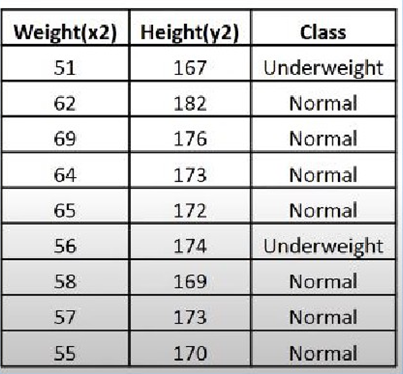 Weight(x2) Height(y2) Class
51 167 Underweight
62 182 Normal
69 176 Normal
64 173 Normal
65 172 Normal
56 174 Underweight
58 169 Normal
57 173 Normal
55 170 Normal